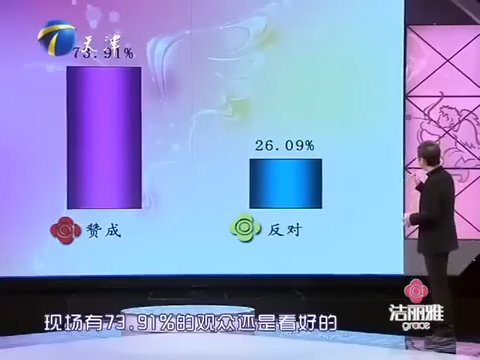 天津
73.91%
26.09%
赞成
反对
洁丽雅
grace
现场有73.91%的观众还是看好的